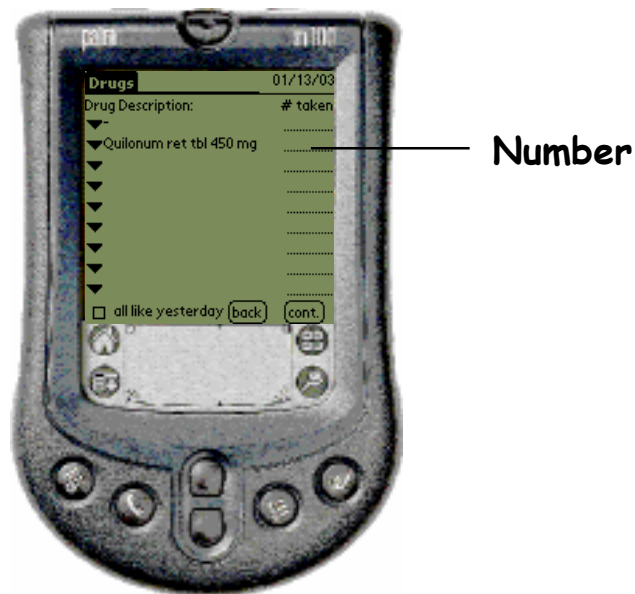 palm m100
Drugs 01/13/03
Drug Description: # taken
-
Quilonum ret tbl 450 mg
Number
all like yesterday back cont.